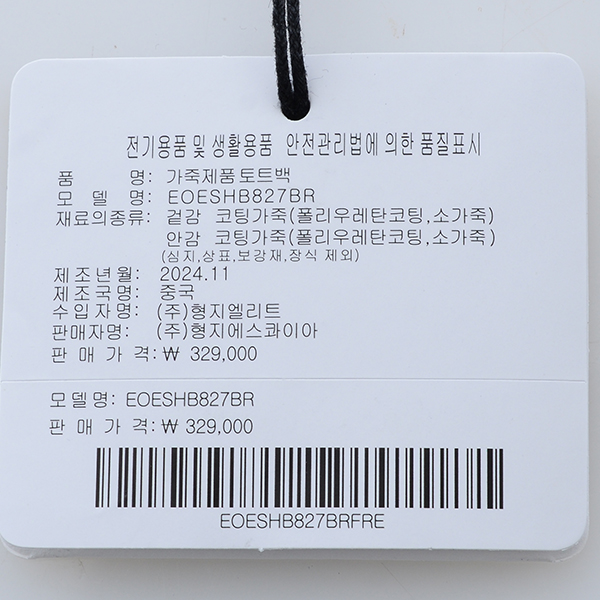 전기용품 및 생활용품 안전관리법에 의한 품질표시
품 명: 가죽제품토트백
모 델 명: EOESHB827BR
재료의종류: 겉감 코팅가죽(폴리우레탄코팅,소가죽)
안감 코팅가죽(폴리우레탄코팅,소가죽)
(심지,상표,보강재,장식 제외)
제조년월: 2024.11
제조국명: 중국
수입자명: (주)형지엘리트
판매자명: (주)형지에스콰이아
판 매 가 격:₩ 329,000
모델명: EOESHB827BR
판 매 가 격:₩ 329,000
EOESHB827BRFRE